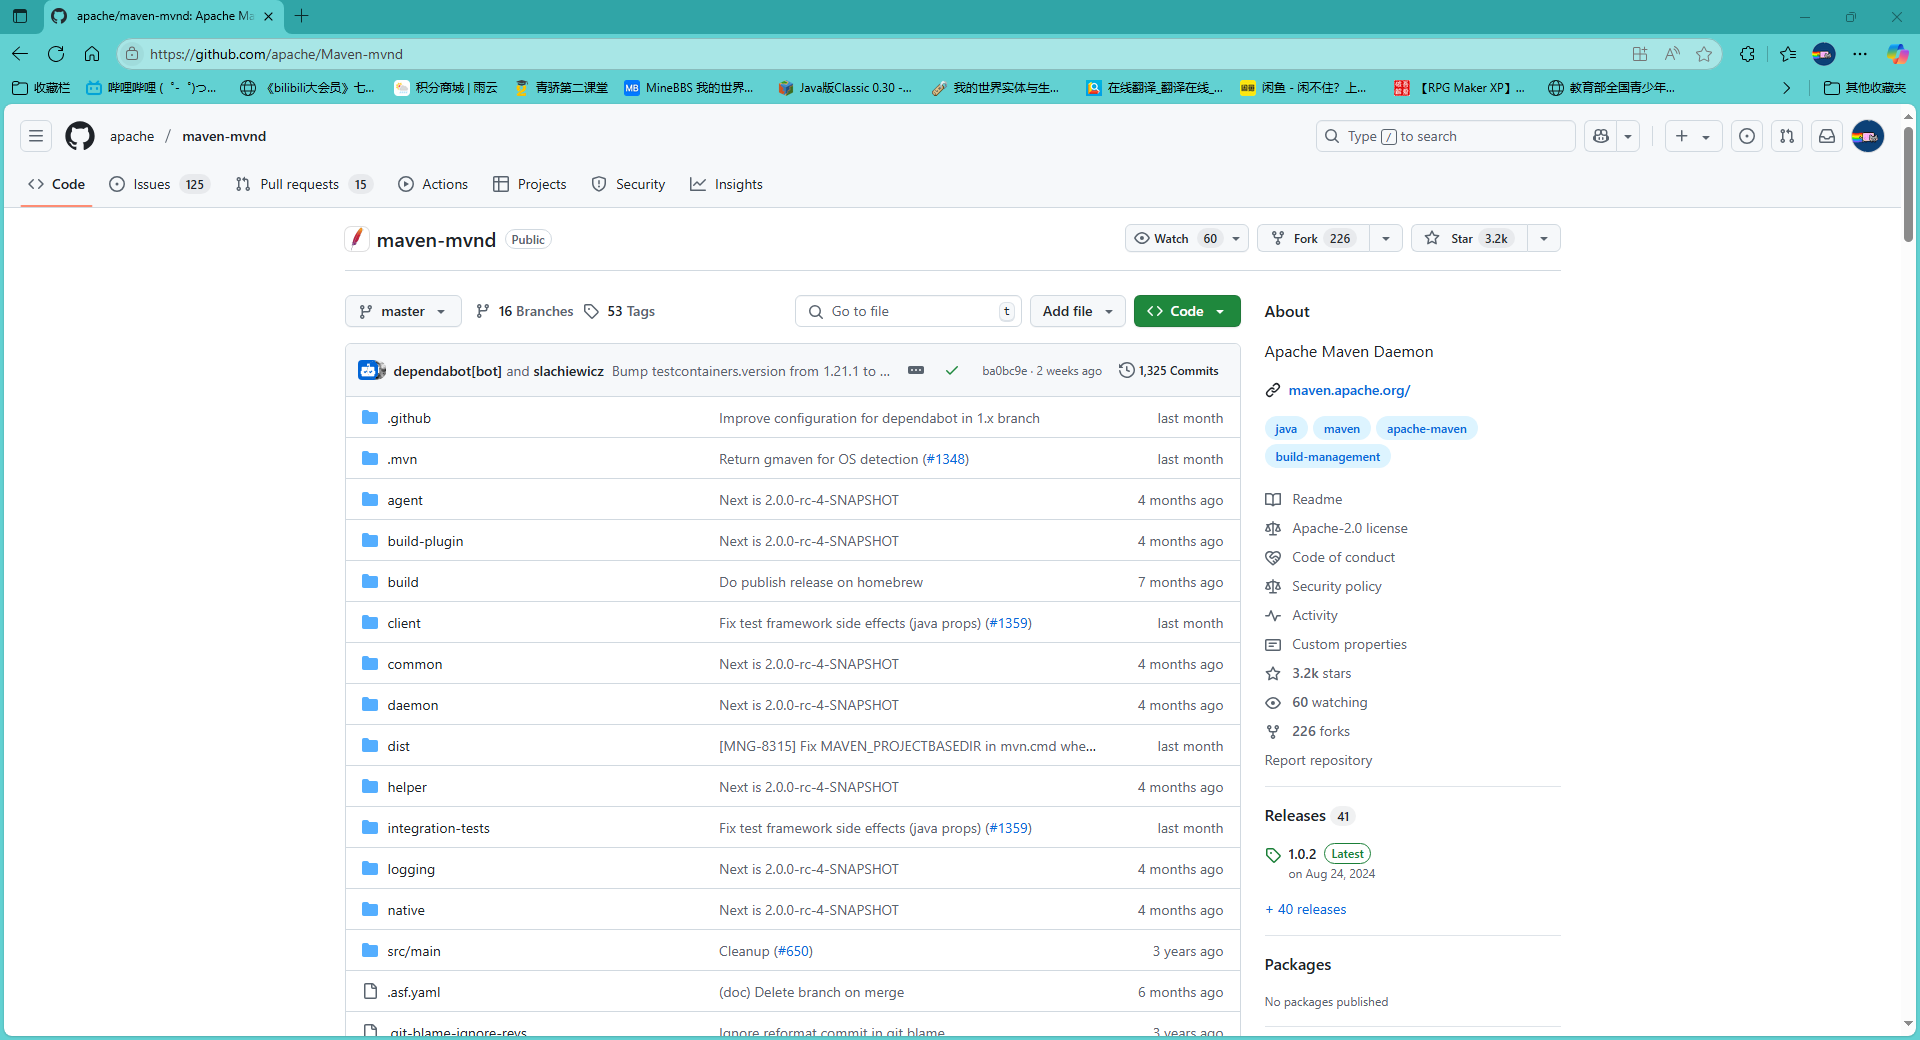 apache/maven-mvnd: Apache Ma
https://github.com/apache/Maven-mvnd
收藏栏
哔哩哔哩 (゜-゜)つ...
《bilibili大会员》七...
积分商城 | 雨云
青骄第二课堂
MB MineBBS 我的世界...
Java版Classic 0.30 -...
我的世界实体与生...
在线翻译_翻译在线_...
闲鱼 - 闲不住？上...
【RPG Maker XP】...
教育部全国青少年...
其他收藏夹
apache / maven-mvnd
Type / to search
Code
Issues 125
Pull requests 15
Actions
Projects
Security
Insights
maven-mvnd Public
Watch 60
Fork 226
Star 3.2k
master
16 Branches
53 Tags
Go to file t
Add file
Code
dependabot[bot] and slachiewicz Bump testcontainers.version from 1.21.1 to ... ba0bc9e · 2 weeks ago 1,325 Commits
.github Improve configuration for dependabot in 1.x branch last month
.mvn Return gmaven for OS detection (#1348) last month
agent Next is 2.0.0-rc-4-SNAPSHOT 4 months ago
build-plugin Next is 2.0.0-rc-4-SNAPSHOT 4 months ago
build Do publish release on homebrew 7 months ago
client Fix test framework side effects (java props) (#1359) last month
common Next is 2.0.0-rc-4-SNAPSHOT 4 months ago
daemon Next is 2.0.0-rc-4-SNAPSHOT 4 months ago
dist [MNG-8315] Fix MAVEN_PROJECTBASEDIR in mvn.cmd whe... last month
helper Next is 2.0.0-rc-4-SNAPSHOT 4 months ago
integration-tests Fix test framework side effects (java props) (#1359) last month
logging Next is 2.0.0-rc-4-SNAPSHOT 4 months ago
native Next is 2.0.0-rc-4-SNAPSHOT 4 months ago
src/main Cleanup (#650) 3 years ago
.asf.yaml (doc) Delete branch on merge 6 months ago
.git-blame-ignore-revs Ignore reformat commit in git blame 3 years ago
About
Apache Maven Daemon
maven.apache.org/
java maven apache-maven
build-management
Readme
Apache-2.0 license
Code of conduct
Security policy
Activity
Custom properties
3.2k stars
60 watching
226 forks
Report repository
Releases 41
1.0.2 Latest
on Aug 24, 2024
+ 40 releases
Packages
No packages published